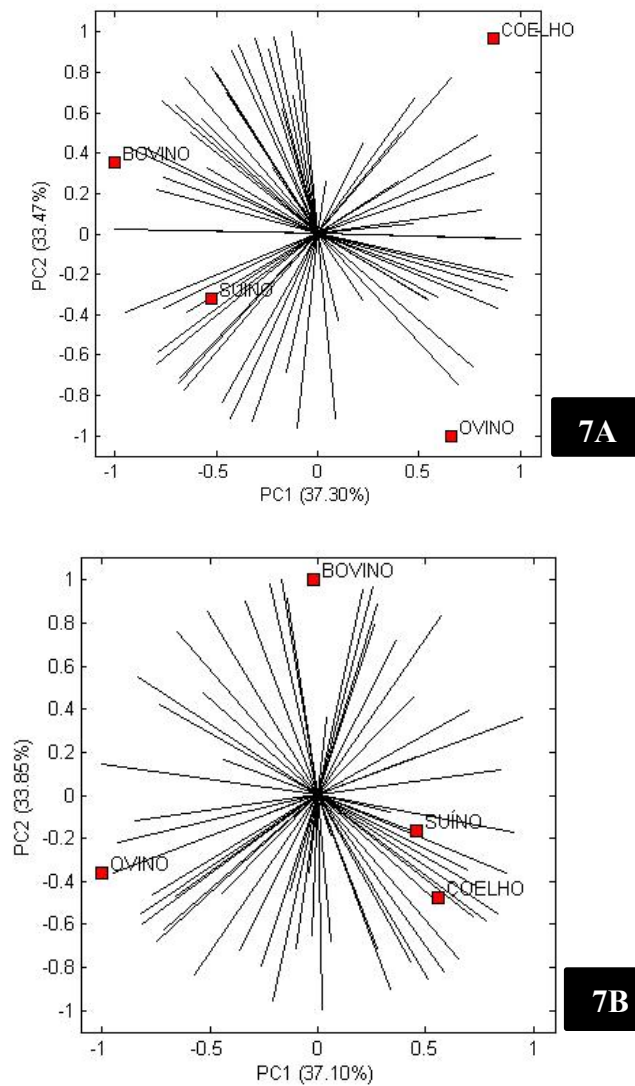 1
0.8
0.6
0.4
0.2
0
-0.2
-0.4
-0.6
-0.8
-1
PC2 (33.47%)
COELHO
BOVINO
SUINO
OVINO
7A
-1
-0.5
0
0.5
1
PC1 (37.30%)
1
0.8
0.6
0.4
0.2
0
-0.2
-0.4
-0.6
-0.8
-1
PC2 (33.85%)
BOVINO
SUÍNO
OVINO
COELHO
7B
-1
-0.5
0
0.5
1
PC1 (37.10%)